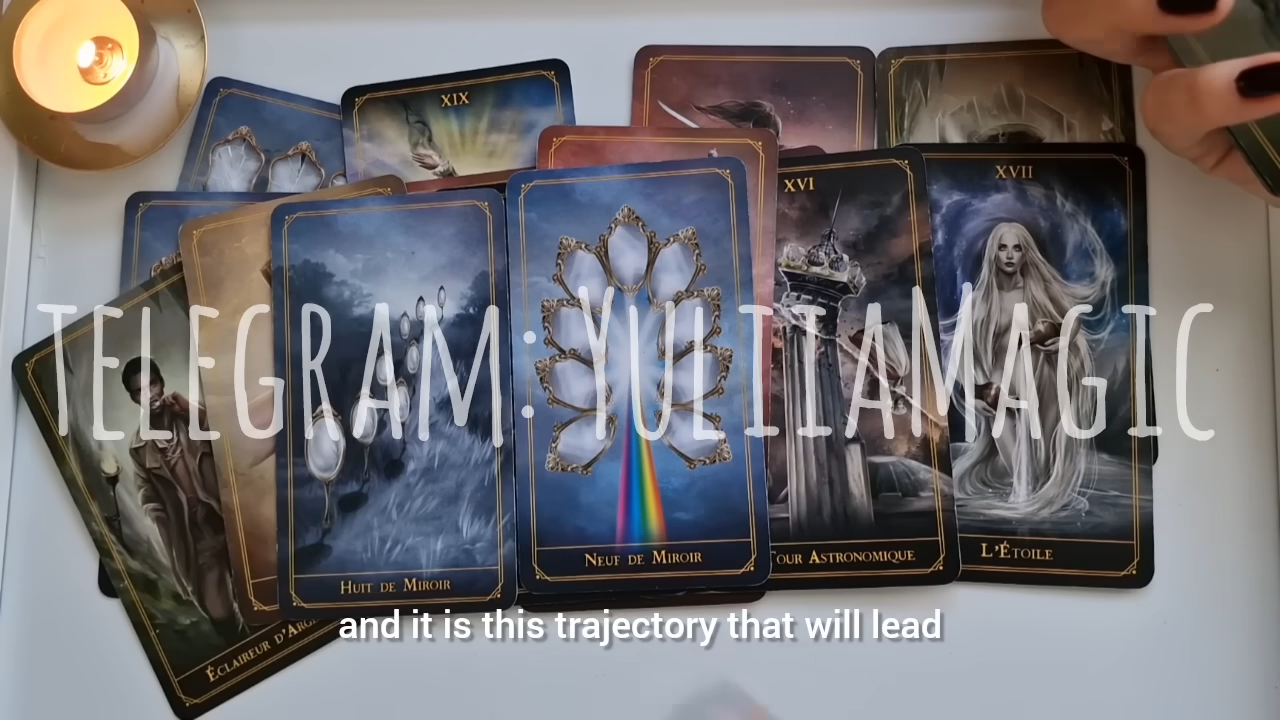 XIX
XVI
XVII
TELEGRAM: YULIIAMAGIC
L'Étoile
Tour Astronomique
Neuf de Miroir
Huit de Miroir
and it is this trajectory that will lead
Éclaireur